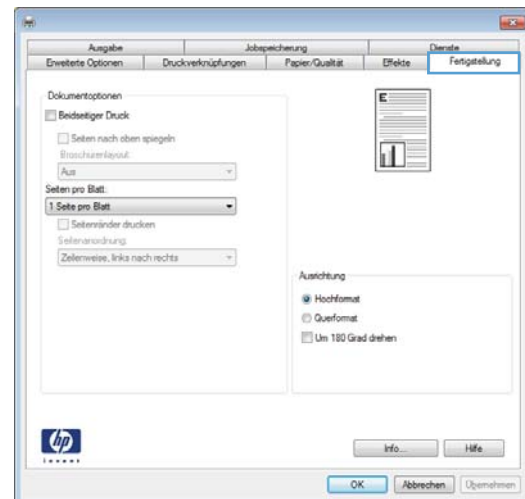 Ausgabe
Jobspeicherung
Dienste
Erweiterte Optionen
Druckverknüpfungen
Papier/Qualität
Effekte
Fertigstellung
Dokumentoptionen
Beidseitiger Druck
Seiten nach oben spiegeln
Broschürenlayout:
Aus
Seiten pro Blatt:
1 Seite pro Blatt
Seitenränder drucken
Seitenanordnung:
Zeilenweise, links nach rechts
E
Ausrichtung
Hochformat
Querformat
Um 180 Grad drehen
hp
invent
Info...
Hilfe
OK
Abbrechen
Übernehmen